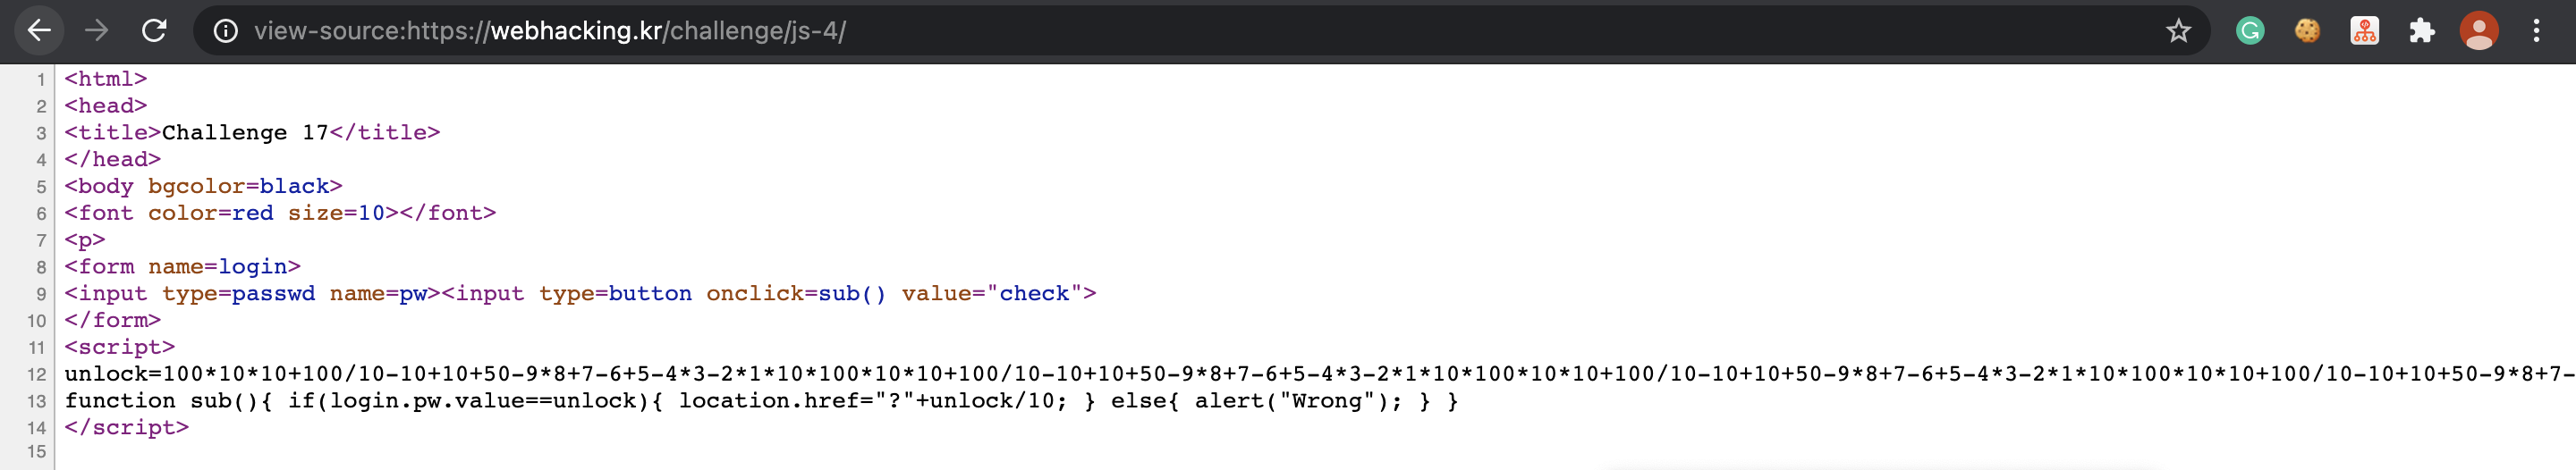 view-source:https://webhacking.kr/challenge/js-4/
1 <html>
2 <head>
3 <title>Challenge 17</title>
4 </head>
5 <body bgcolor=black>
6 <font color=red size=10></font>
7 <p>
8 <form name=login>
9 <input type=passwd name=pw><input type=button onclick=sub() value="check">
10 </form>
11 <script>
12 unlock=100*10*10+100/10-10+10+50-9*8+7-6+5-4*3-2*1*10*100*10*10+100/10-10+10+50-9*8+7-6+5-4*3-2*1*10*100*10*10+100/10-10+10+50-9*8+7-6+5-4*3-2*1*10*100*10*10+100/10-10+10+50-9*8+7-
13 function sub(){ if(login.pw.value==unlock){ location.href="?"+unlock/10; } else{ alert("Wrong"); } }
14 </script>
15